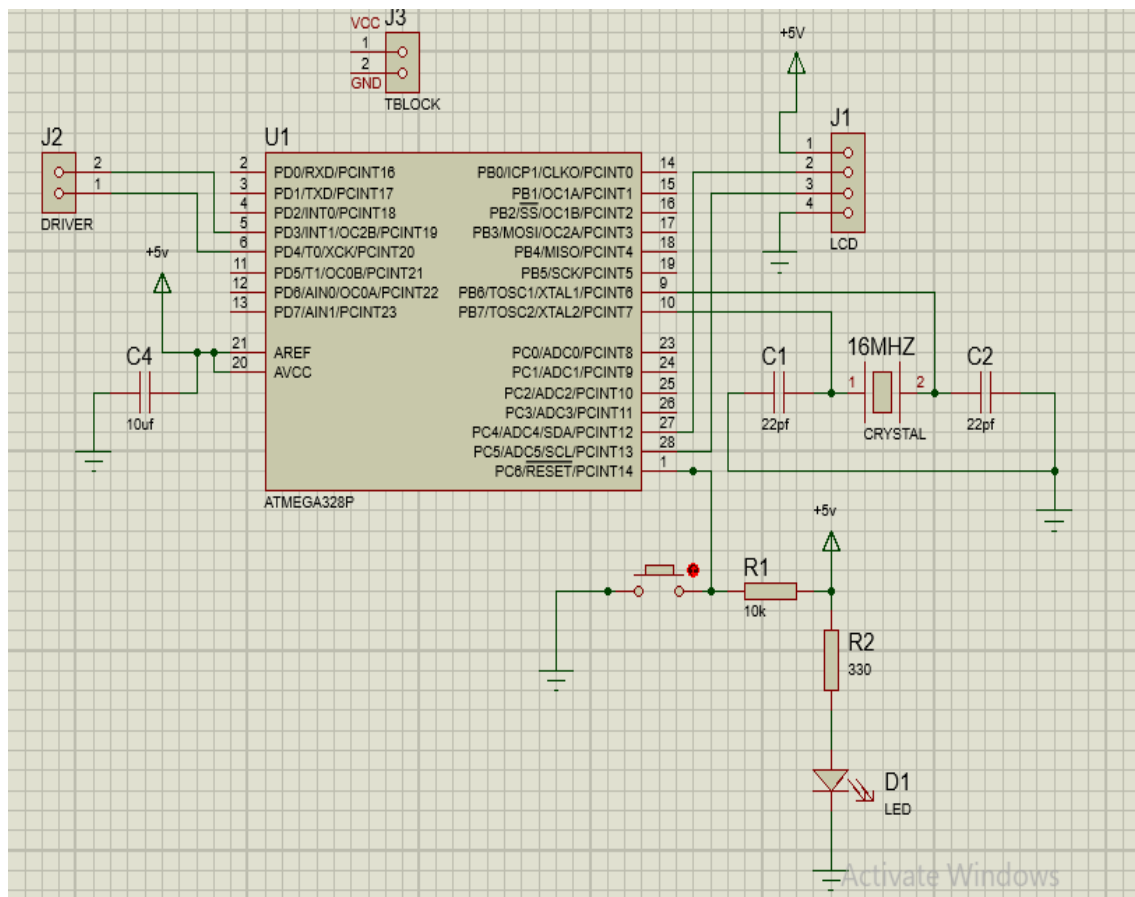 VCC
J3
1
2
GND
TBLOCK
+5V
J1
1
2
3
4
LCD
J2
2
1
DRIVER
U1
2 PD0/RXD/PCINT16
3 PD1/TXD/PCINT17
4 PD2/INT0/PCINT18
5 PD3/INT1/OC2B/PCINT19
6 PD4/T0/XCK/PCINT20
11 PD5/T1/OC0B/PCINT21
12 PD6/AIN0/OC0A/PCINT22
13 PD7/AIN1/PCINT23
21 AREF
20 AVCC
PB0/ICP1/CLKO/PCINT0 14
PB1/OC1A/PCINT1 15
PB2/SS/OC1B/PCINT2 16
PB3/MOSI/OC2A/PCINT3 17
PB4/MISO/PCINT4 18
PB5/SCK/PCINT5 19
PB6/TOSC1/XTAL1/PCINT6 9
PB7/TOSC2/XTAL2/PCINT7 10
PC0/ADC0/PCINT8 23
PC1/ADC1/PCINT9 24
PC2/ADC2/PCINT10 25
PC3/ADC3/PCINT11 26
PC4/ADC4/SDA/PCINT12 27
PC5/ADC5/SCL/PCINT13 28
PC6/RESET/PCINT14 1
ATMEGA328P
+5v
C4
10uf
C1
22pf
16MHZ
1 2
CRYSTAL
C2
22pf
+5v
R1
10k
R2
330
D1
LED
Activate Windows